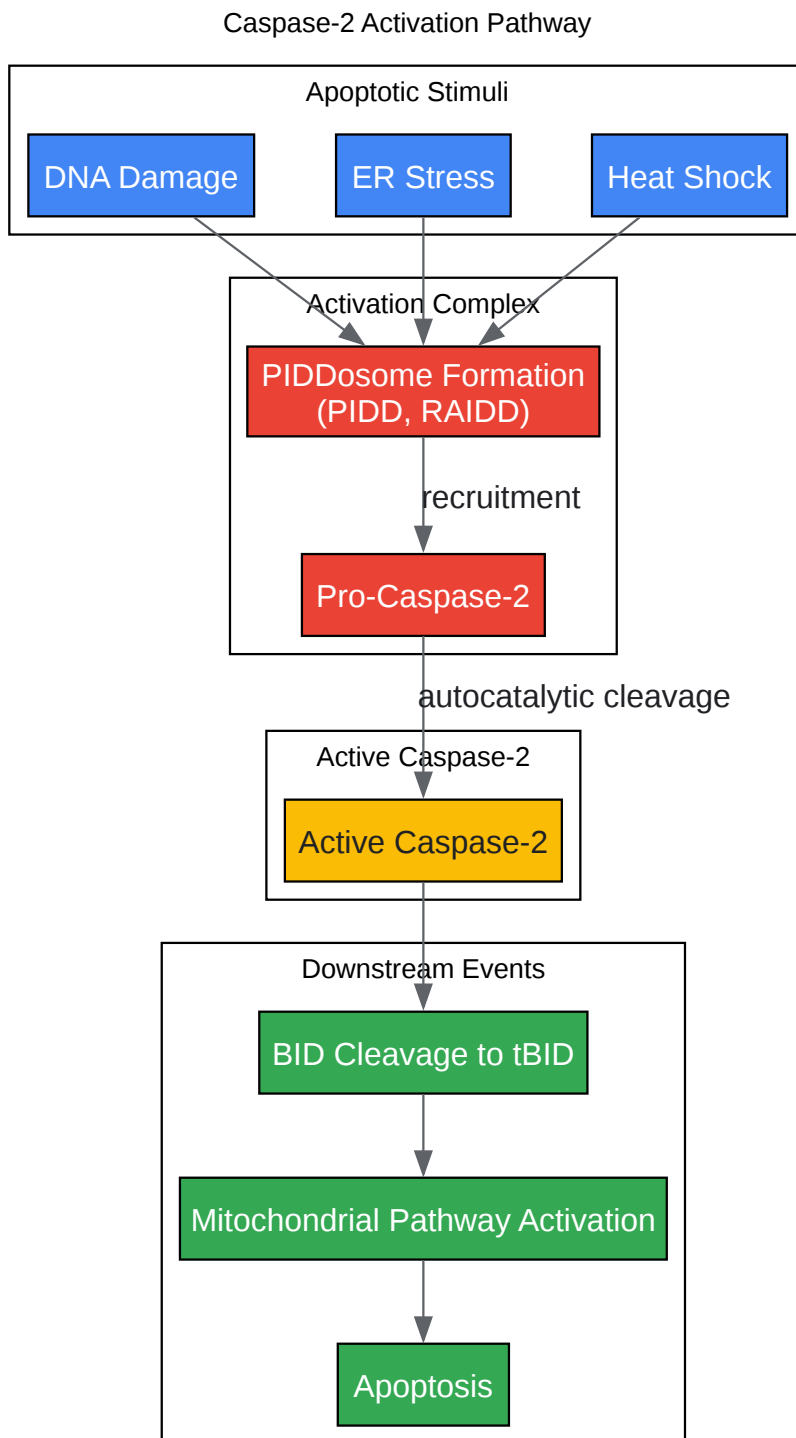 Caspase-2 Activation Pathway
Apoptotic Stimuli
DNA Damage
ER Stress
Heat Shock
Activation Complex
PIDDosome Formation
(PIDD, RAIDD)
recruitment
Pro-Caspase-2
autocatalytic cleavage
Active Caspase-2
Active Caspase-2
Downstream Events
BID Cleavage to tBID
Mitochondrial Pathway Activation
Apoptosis